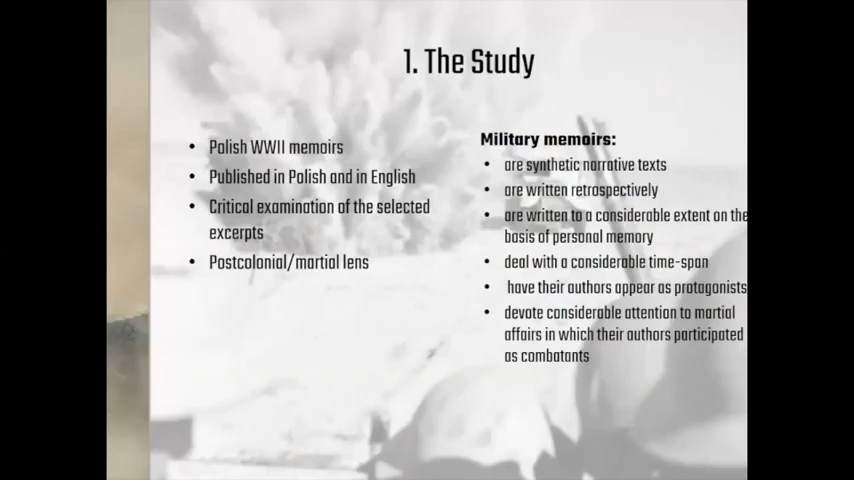 1. The Study
• Polish WWII memoirs
• Published in Polish and in English
• Critical examination of the selected
excerpts
• Postcolonial/martial lens
Military memoirs:
• are synthetic narrative texts
• are written retrospectively
• are written to a considerable extent on the
basis of personal memory
• deal with a considerable time-span
• have their authors appear as protagonists
• devote considerable attention to martial
affairs in which their authors participated
as combatants